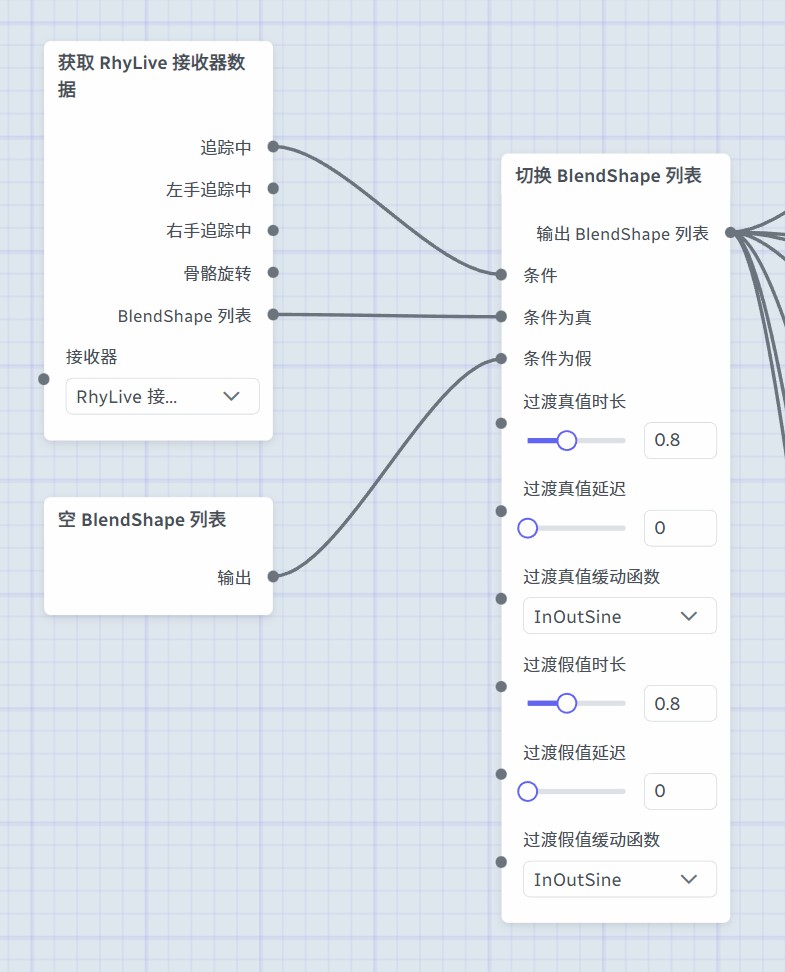 获取 RhyLive 接收器数
据
追踪中
左手追踪中
右手追踪中
骨骼旋转
BlendShape 列表
接收器
RhyLive 接...
空 BlendShape 列表
输出
切换 BlendShape 列表
输出 BlendShape 列表
条件
条件为真
条件为假
过渡真值时长
0.8
过渡真值延迟
0
过渡真值缓动函数
InOutSine
过渡假值时长
0.8
过渡假值延迟
0
过渡假值缓动函数
InOutSine